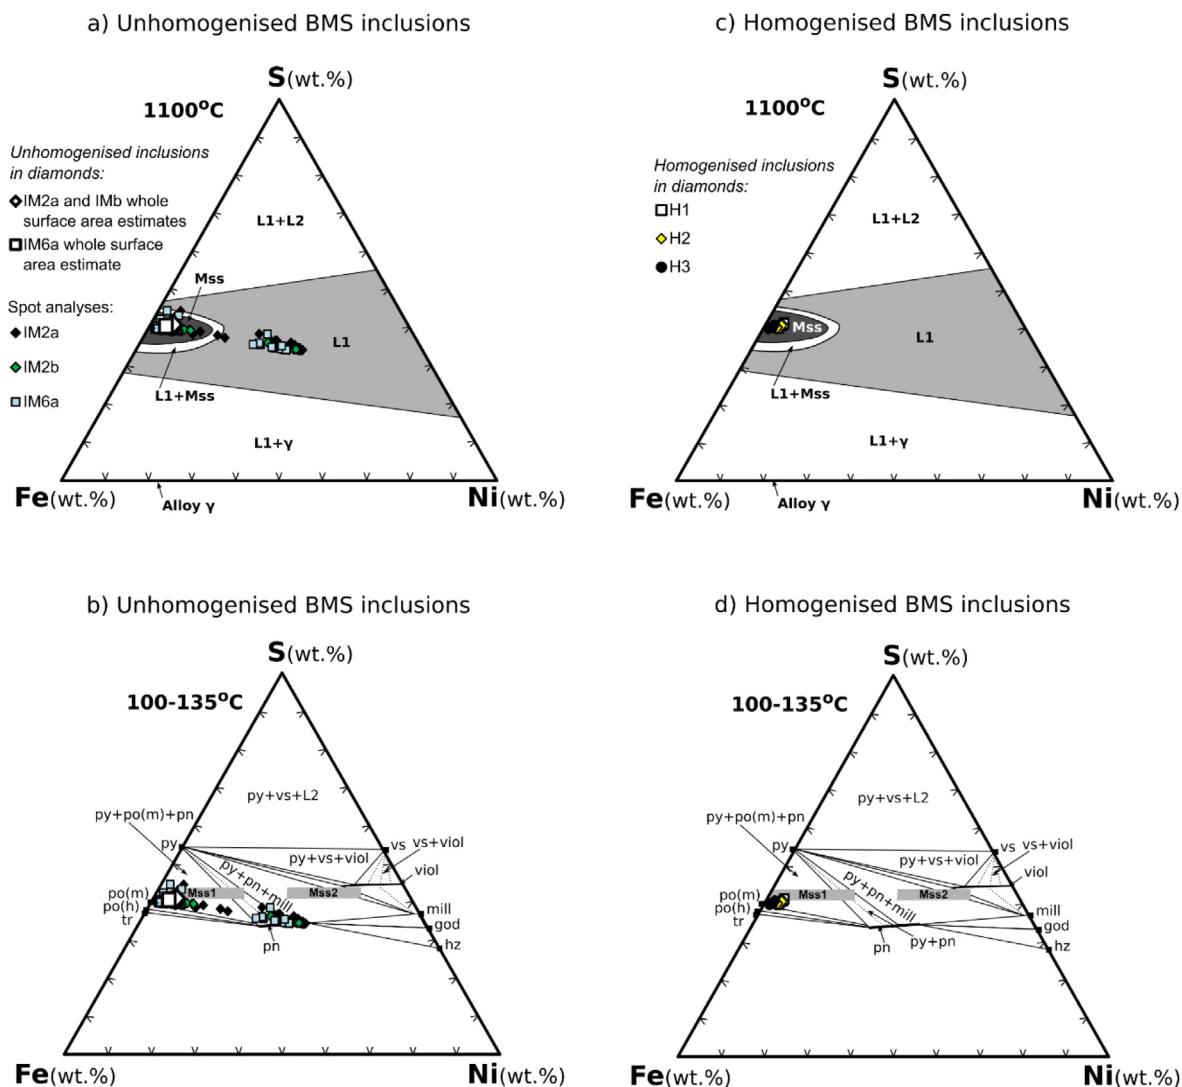 a) Unhomogenised BMS inclusions
S(wt.%)
1100°C
Unhomogenised inclusions
in diamonds:
IM2a and IMb whole
surface area estimates
IM6a whole surface
area estimate
Spot analyses:
IM2a
IM2b
IM6a
L1+L2
Mss
L1
L1+Mss
L1+γ
Fe(wt.%)
Alloy γ
Ni(wt.%)
c) Homogenised BMS inclusions
S(wt.%)
1100°C
Homogenised inclusions
in diamonds:
H1
H2
H3
L1+L2
Mss
L1
L1+Mss
L1+γ
Fe(wt.%)
Alloy γ
Ni(wt.%)
b) Unhomogenised BMS inclusions
S(wt.%)
100-135°C
py+vs+L2
py+po(m)+pn
py
vs
vs+viol
py+vs+viol
viol
py+pn+mill
Mss1
Mss2
po(m)
po(h)
tr
mill
god
hz
pn
Fe(wt.%)
Ni(wt.%)
d) Homogenised BMS inclusions
S(wt.%)
100-135°C
py+vs+L2
py+po(m)+pn
py
vs
vs+viol
py+vs+viol
viol
py+pn+mill
Mss1
Mss2
po(m)
po(h)
tr
mill
god
hz
pn
py+pn
Fe(wt.%)
Ni(wt.%)